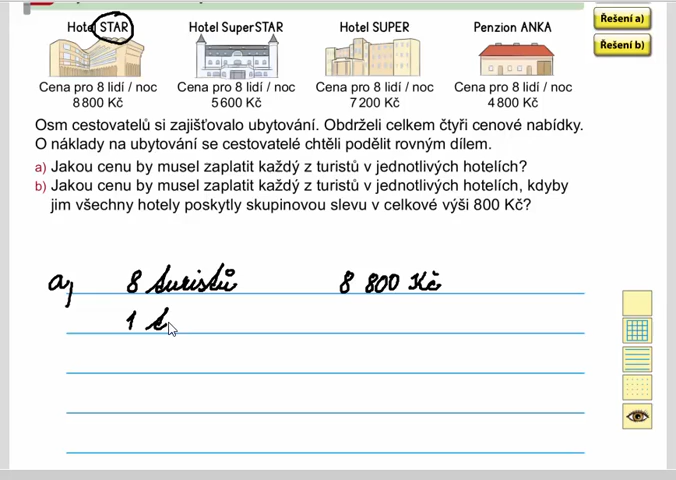 Hotel STAR
Hotel SuperSTAR
Hotel SUPER
Penzion ANKA
Řešení a)
Řešení b)
Cena pro 8 lidí / noc
8 800 Kč
Cena pro 8 lidí / noc
5 600 Kč
Cena pro 8 lidí / noc
7 200 Kč
Cena pro 8 lidí / noc
4 800 Kč
Osm cestovatelů si zajišťovalo ubytování. Obdrželi celkem čtyři cenové nabídky.
O náklady na ubytování se cestovatelé chtěli podělit rovným dílem.
a) Jakou cenu by musel zaplatit každý z turistů v jednotlivých hotelích?
b) Jakou cenu by musel zaplatit každý z turistů v jednotlivých hotelích, kdyby
jim všechny hotely poskytly skupinovou slevu v celkové výši 800 Kč?
a) 8 turistů 8 800 Kč
1 t